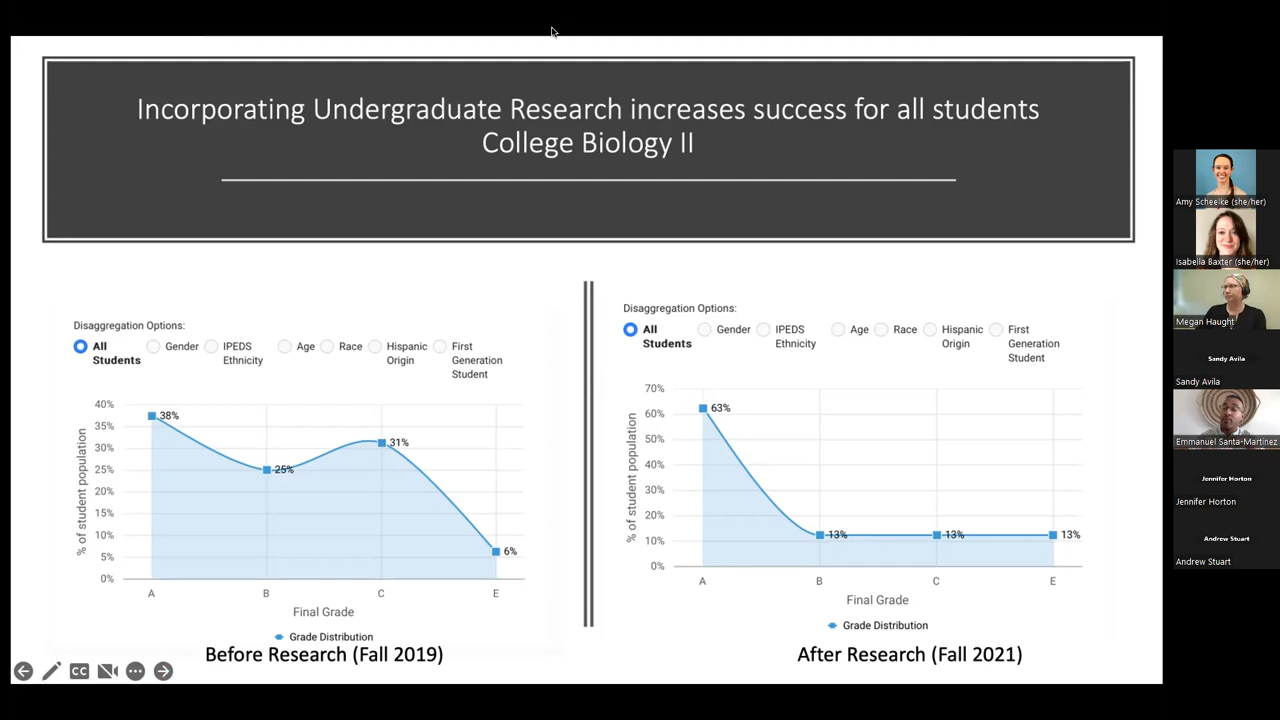 Incorporating Undergraduate Research increases success for all students
College Biology II
Disaggregation Options:
All Students
Gender
IPEDS Ethnicity
Age
Race
Hispanic Origin
First Generation Student
% of student population
40%
35%
30%
25%
20%
15%
10%
5%
0%
38%
25%
31%
6%
A
B
C
E
Final Grade
Grade Distribution
Before Research (Fall 2019)
Disaggregation Options:
All Students
Gender
IPEDS Ethnicity
Age
Race
Hispanic Origin
First Generation Student
% of student population
70%
60%
50%
40%
30%
20%
10%
0%
63%
13%
13%
13%
A
B
C
E
Final Grade
Grade Distribution
After Research (Fall 2021)
CC
Amy Scheelke (she/her)
Isabella Baxter (she/her)
Megan Haught
Sandy Avila
Sandy Avila
Emmanuel Santa-Martinez
Jennifer Horton
Jennifer Horton
Andrew Stuart
Andrew Stuart